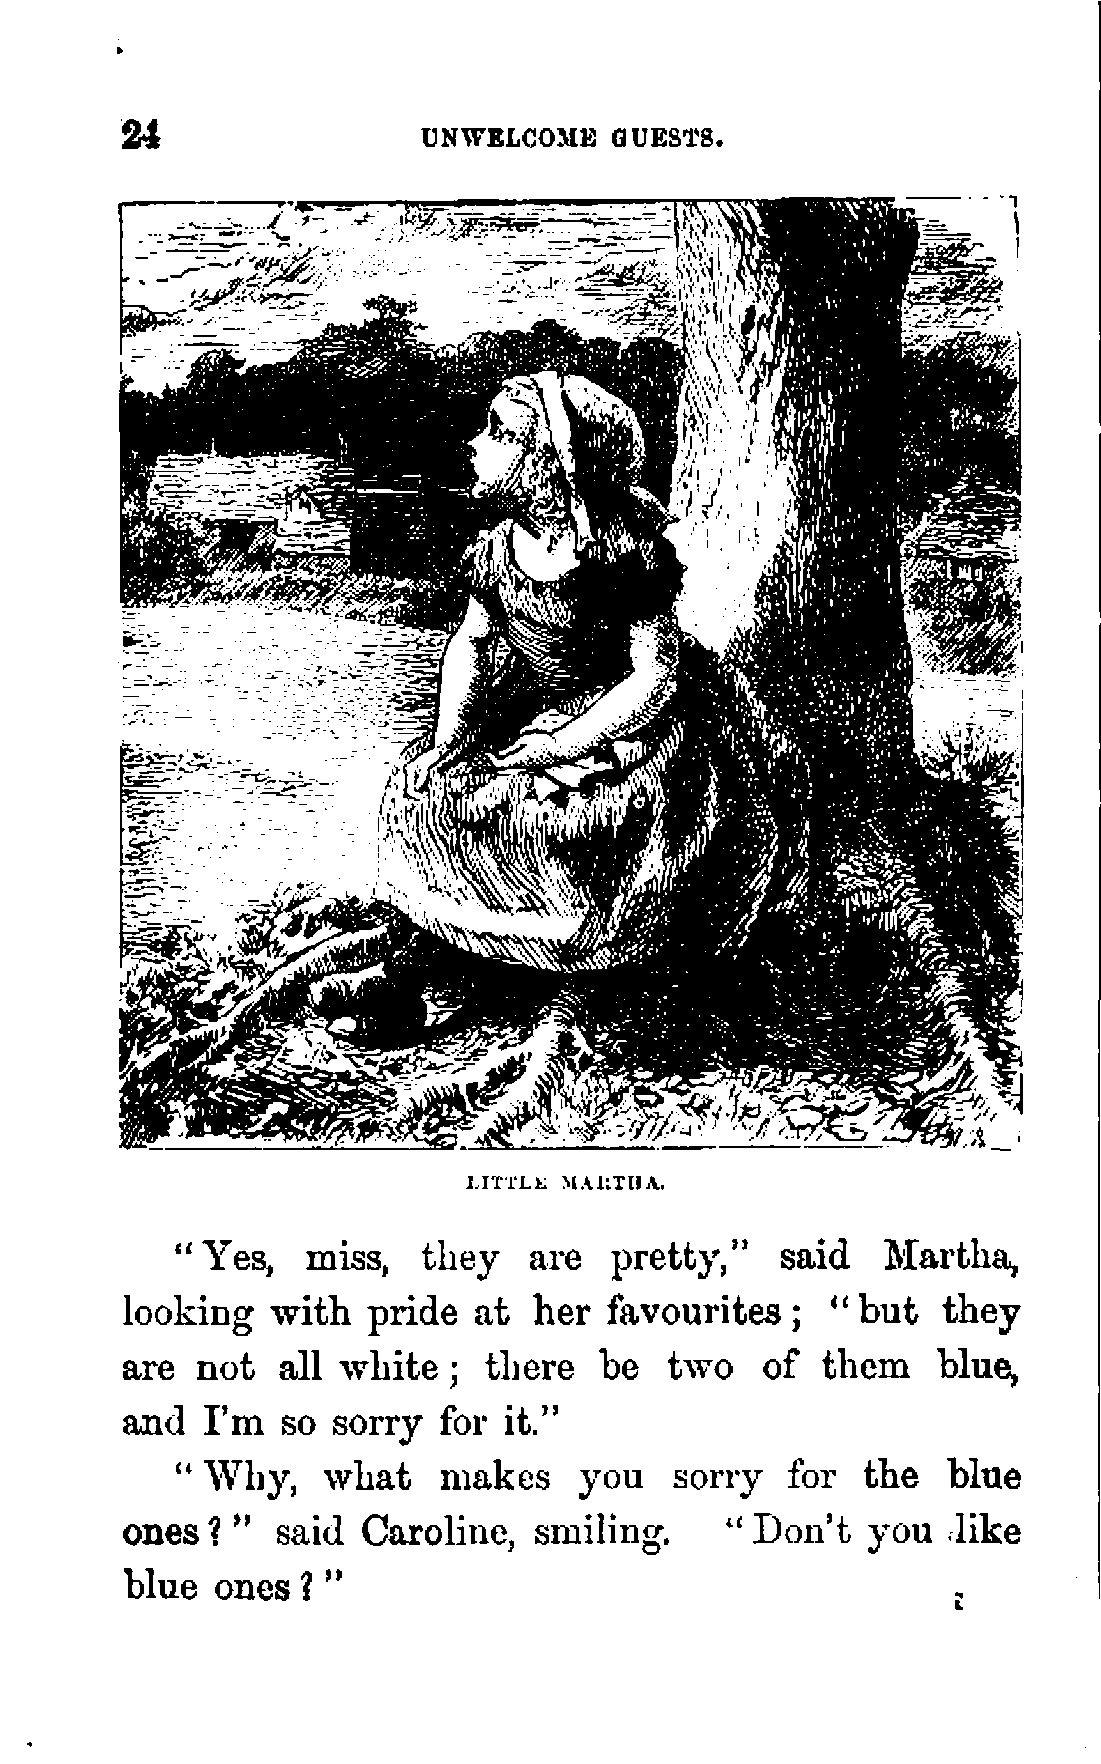 24 UNWELCOME GUESTS.
LITTLE MARTHA.
“Yes, miss, they are pretty,” said Martha,
looking with pride at her favourites; “but they
are not all white; there be two of them blue,
and I’m so sorry for it.”
“Why, what makes you sorry for the blue
ones?” said Caroline, smiling. “Don’t you like
blue ones?”